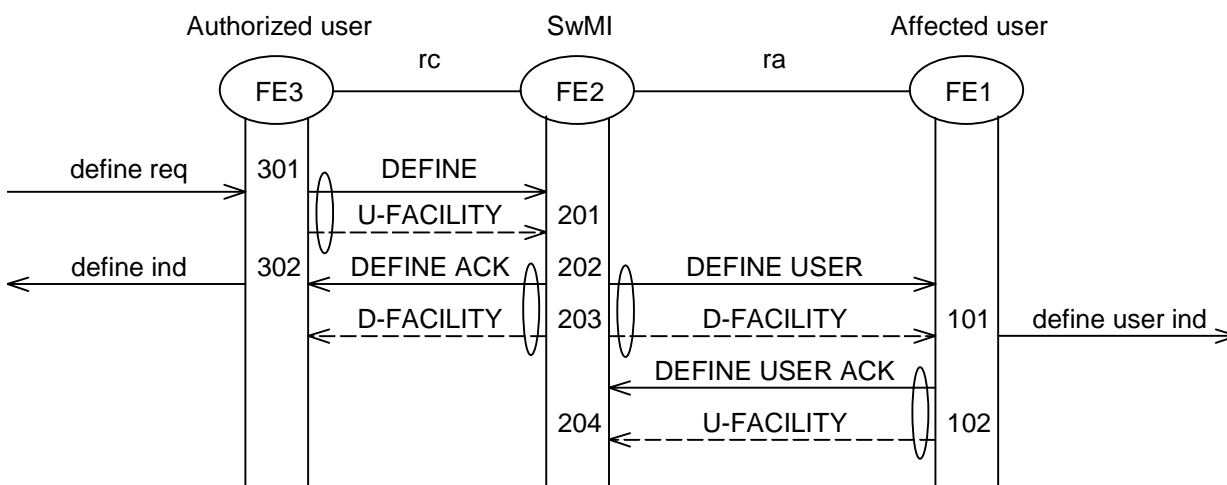 Authorized user SwMI Affected user
rc ra
FE3 FE2 FE1
define req 301 DEFINE
U-FACILITY 201
define ind 302 DEFINE ACK 202 DEFINE USER
D-FACILITY 203 D-FACILITY 101 define user ind
DEFINE USER ACK
204 U-FACILITY 102